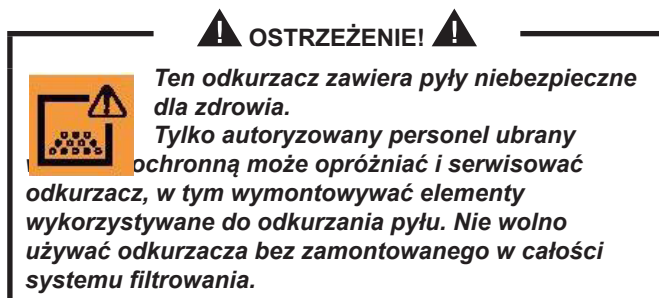 OSTRZEŻENIE!
Ten odkurzacz zawiera pyły niebezpieczne
dla zdrowia.
Tylko autoryzowany personel ubrany
ochronną może opróżniać i serwisować
odkurzacz, w tym wymontowywać elementy
wykorzystywane do odkurzania pyłu. Nie wolno
używać odkurzacza bez zamontowanego w całości
systemu filtrowania.